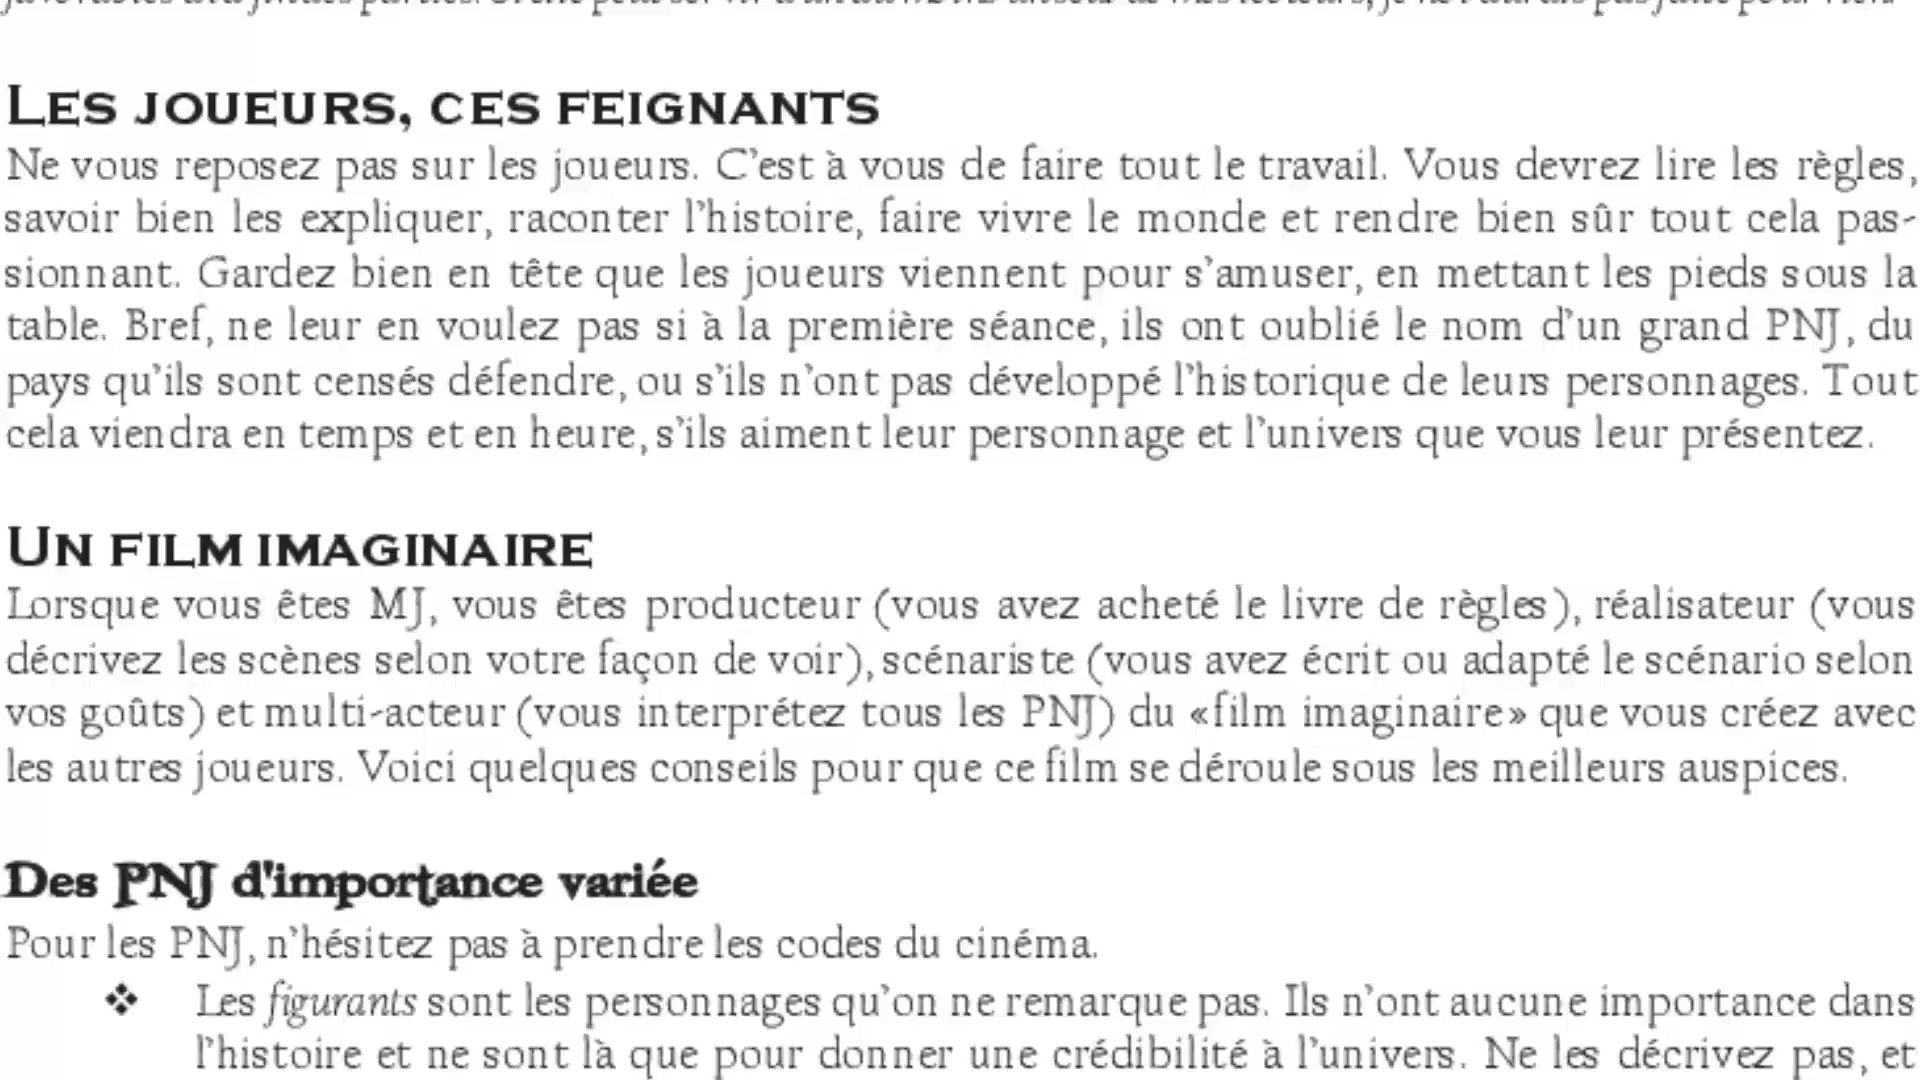 LES JOUEURS, CES FEIGNANTS
Ne vous reposez pas sur les joueurs. C'est à vous de faire tout le travail. Vous devrez lire les règles,
savoir bien les expliquer, raconter l'histoire, faire vivre le monde et rendre bien sûr tout cela pas-
sionnant. Gardez bien en tête que les joueurs viennent pour s'amuser, en mettant les pieds sous la
table. Bref, ne leur en voulez pas si à la première séance, ils ont oublié le nom d'un grand PNJ, du
pays qu'ils sont censés défendre, ou s'ils n'ont pas développé l'historique de leurs personnages. Tout
cela viendra en temps et en heure, s'ils aiment leur personnage et l'univers que vous leur présentez.
UN FILM IMAGINAIRE
Lorsque vous êtes MJ, vous êtes producteur (vous avez acheté le livre de règles), réalisateur (vous
décrivez les scènes selon votre façon de voir), scénariste (vous avez écrit ou adapté le scénario selon
vos goûts) et multi-acteur (vous interprétez tous les PNJ) du «film imaginaire» que vous créez avec
les autres joueurs. Voici quelques conseils pour que ce film se déroule sous les meilleurs auspices.
Des PNJ d'importance variée
Pour les PNJ, n'hésitez pas à prendre les codes du cinéma.
❖ Les figurants sont les personnages qu'on ne remarque pas. Ils n'ont aucune importance dans
l'histoire et ne sont là que pour donner une crédibilité à l'univers. Ne les décrivez pas, et